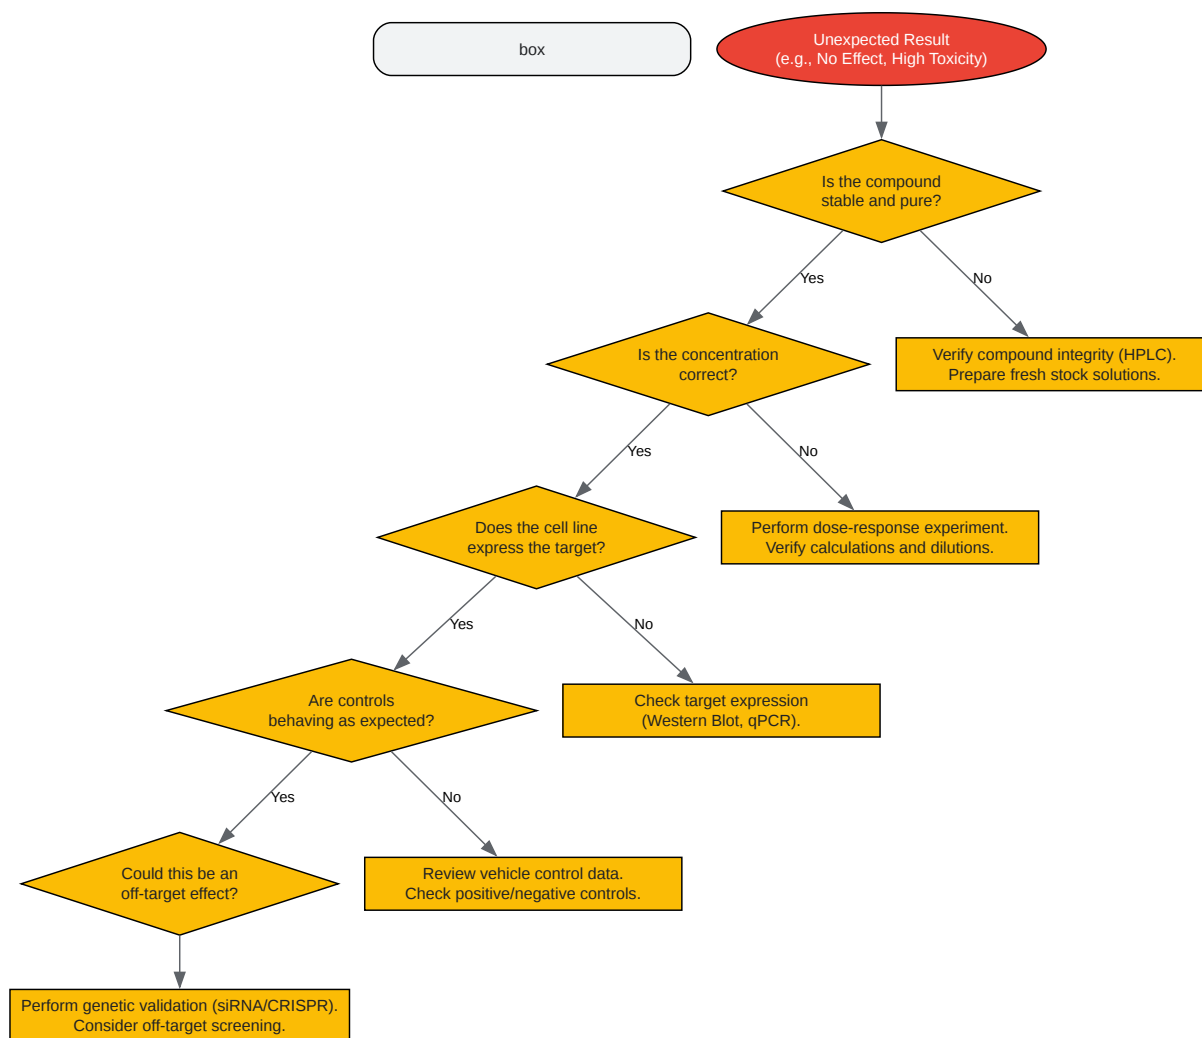 box
Unexpected Result
(e.g., No Effect, High Toxicity)
Is the compound
stable and pure?
Yes
No
Is the concentration
correct?
Verify compound integrity (HPLC).
Prepare fresh stock solutions.
Yes
No
Does the cell line
express the target?
Perform dose-response experiment.
Verify calculations and dilutions.
Yes
No
Are controls
behaving as expected?
Check target expression
(Western Blot, qPCR).
Yes
No
Could this be an
off-target effect?
Review vehicle control data.
Check positive/negative controls.
Perform genetic validation (siRNA/CRISPR).
Consider off-target screening.